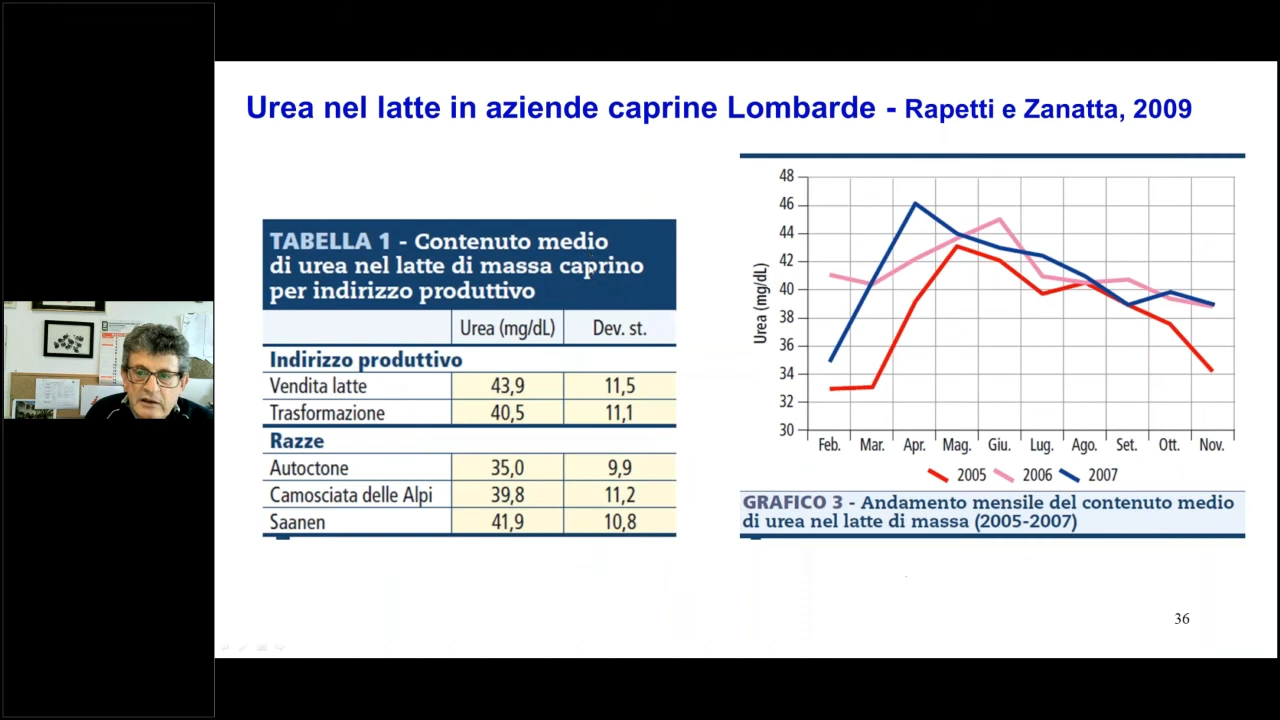 Urea nel latte in aziende caprine Lombarde - Rapetti e Zanatta, 2009
TABELLA 1 - Contenuto medio
di urea nel latte di massa caprino
per indirizzo produttivo
Urea (mg/dL) Dev. st.
Indirizzo produttivo
Vendita latte 43,9 11,5
Trasformazione 40,5 11,1
Razze
Autoctone 35,0 9,9
Camosciata delle Alpi 39,8 11,2
Saanen 41,9 10,8
Urea (mg/dL)
48
46
44
42
40
38
36
34
32
30
Feb. Mar. Apr. Mag. Giu. Lug. Ago. Set. Ott. Nov.
2005 2006 2007
GRAFICO 3 - Andamento mensile del contenuto medio
di urea nel latte di massa (2005-2007)
36